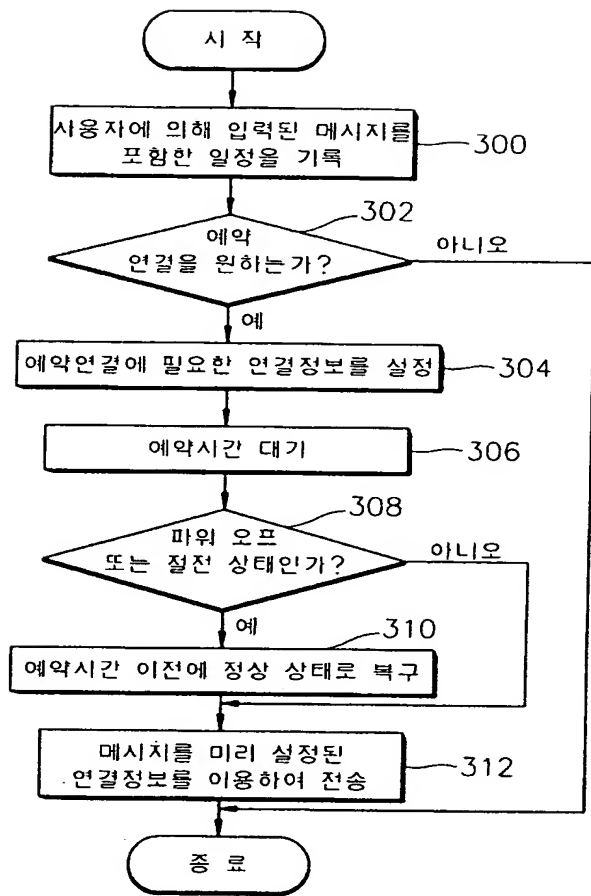 시 작
사용자에 의해 입력된 메시지를
포함한 일정을 기록
300
302
예약
연결을 원하는가?
아니오
예
예약연결에 필요한 연결정보를 설정
304
예약시간 대기
306
308
파워 오프
또는 절전 상태인가?
아니오
예
310
예약시간 이전에 정상 상태로 복구
메시지를 미리 설정된
연결정보를 이용하여 전송
312
종 료